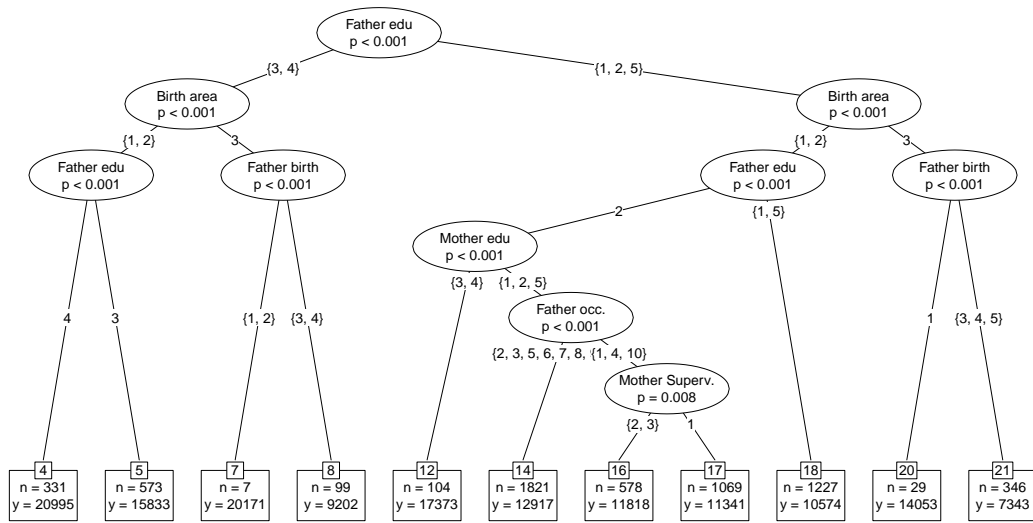 Father edu
p < 0.001
{3, 4}
{1, 2, 5}
Birth area
p < 0.001
Birth area
p < 0.001
{1, 2}
3
{1, 2}
3
Father edu
p < 0.001
Father birth
p < 0.001
Father edu
p < 0.001
Father birth
p < 0.001
2
{1, 5}
Mother edu
p < 0.001
{3, 4}
{1, 2, 5}
Father occ.
p < 0.001
4
3
{1, 2}
{3, 4}
1
{3, 4, 5}
{2, 3, 5, 6, 7, 8,
{1, 4, 10}
Mother Superv.
p = 0.008
{2, 3}
1
4
n = 331
y = 20995
5
n = 573
y = 15833
7
n = 7
y = 20171
8
n = 99
y = 9202
12
n = 104
y = 17373
14
n = 1821
y = 12917
16
n = 578
y = 11818
17
n = 1069
y = 11341
18
n = 1227
y = 10574
20
n = 29
y = 14053
21
n = 346
y = 7343